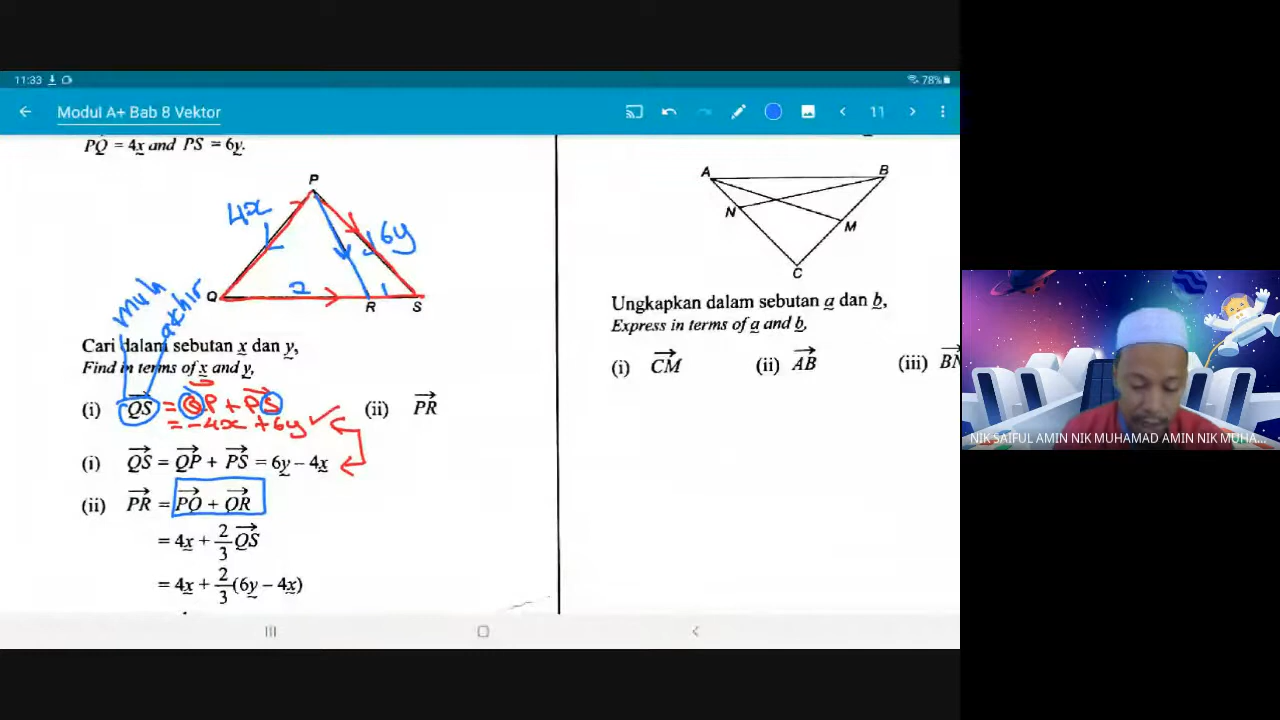 11:33
78%
Modul A+ Bab 8 Vektor
11
PQ = 4x and PS = 6y.
P
4x
6y
Q
2
R
1
S
mula
akhir
Cari dalam sebutan x dan y,
Find in terms of x and y,
(i) QS = QP + PS
= -4x + 6y ✓
(ii) PR
(i) QS = QP + PS = 6y – 4x
(ii) PR = PQ + QR
= 4x + 2/3 QS
= 4x + 2/3 (6y – 4x)
A
B
N
M
C
Ungkapkan dalam sebutan a dan b,
Express in terms of a and b,
(i) CM
(ii) AB
(iii) BN
NIK SAIFUL AMIN NIK MUHAMAD AMIN NIK MUHA...